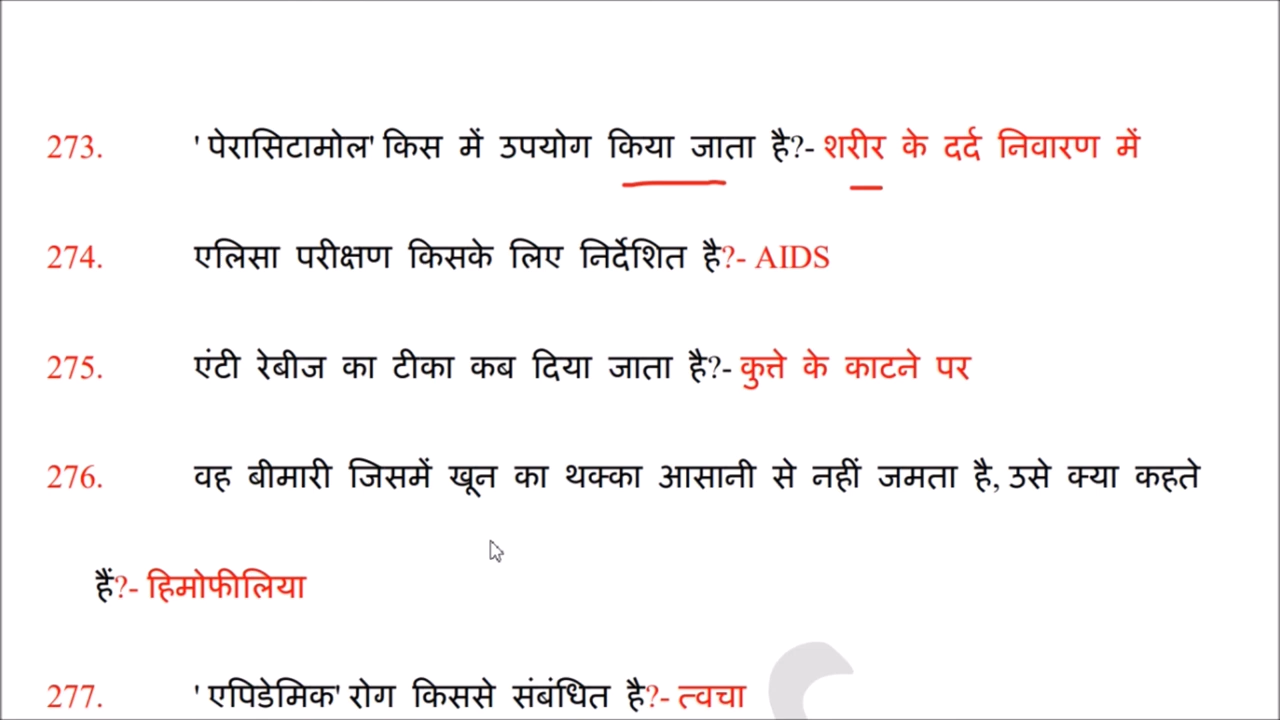 273. ' पेरासिटामोल' किस में उपयोग किया जाता है?- शरीर के दर्द निवारण में
274. एलिसा परीक्षण किसके लिए निर्देशित है?- AIDS
275. एंटी रेबीज का टीका कब दिया जाता है?- कुत्ते के काटने पर
276. वह बीमारी जिसमें खून का थक्का आसानी से नहीं जमता है, उसे क्या कहते
हैं?- हिमोफीलिया
277. ' एपिडेमिक' रोग किससे संबंधित है?- त्वचा